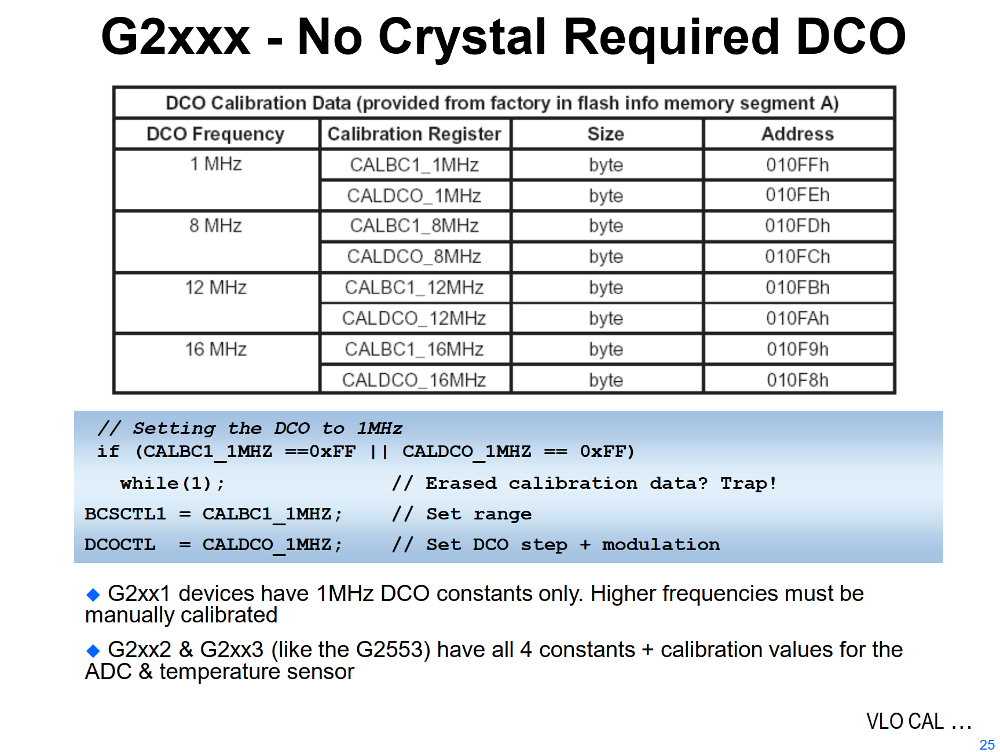 G2xxx - No Crystal Required DCO
DCO Calibration Data (provided from factory in flash info memory segment A)
DCO Frequency Calibration Register Size Address
1 MHz CALBC1_1MHz byte 010FFh
CALDCO_1MHz byte 010FEh
8 MHz CALBC1_8MHz byte 010FDh
CALDCO_8MHz byte 010FCh
12 MHz CALBC1_12MHz byte 010FBh
CALDCO_12MHz byte 010FAh
16 MHz CALBC1_16MHz byte 010F9h
CALDCO_16MHz byte 010F8h
// Setting the DCO to 1MHz
if (CALBC1_1MHZ ==0xFF || CALDCO_1MHZ == 0xFF)
while(1); // Erased calibration data? Trap!
BCSCTL1 = CALBC1_1MHZ; // Set range
DCOCTL = CALDCO_1MHZ; // Set DCO step + modulation
◆ G2xx1 devices have 1MHz DCO constants only. Higher frequencies must be
manually calibrated
◆ G2xx2 & G2xx3 (like the G2553) have all 4 constants + calibration values for the
ADC & temperature sensor
VLO CAL …
25